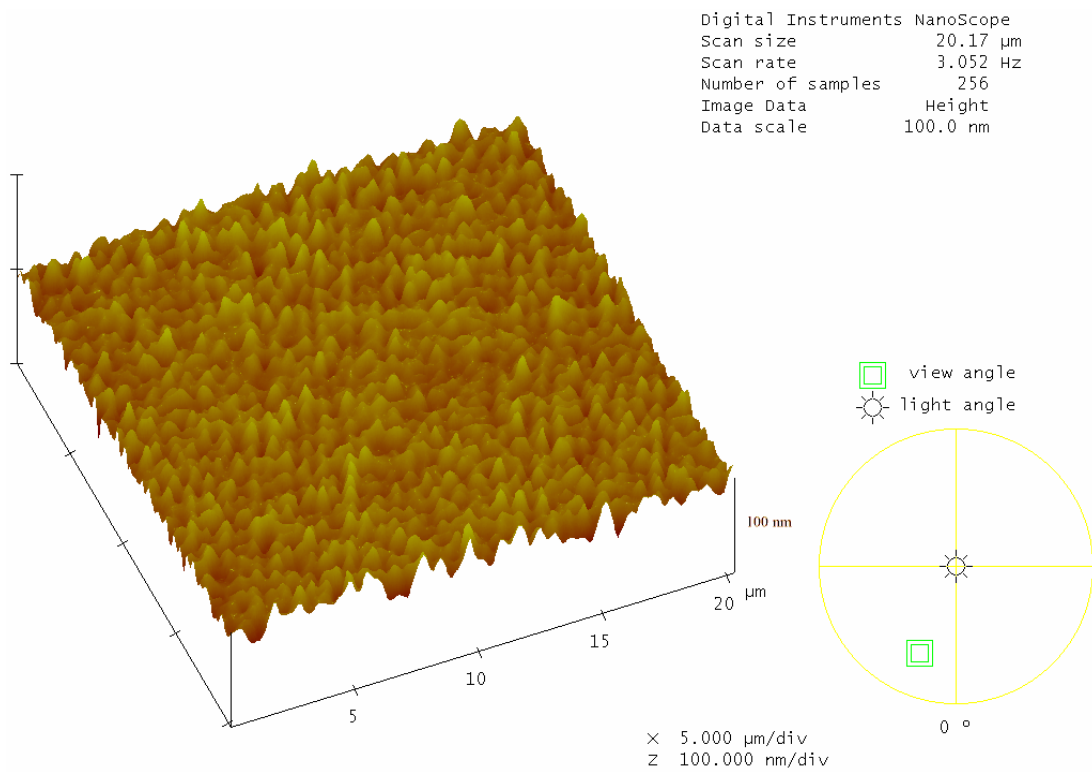 Digital Instruments NanoScope
Scan size 20.17 µm
Scan rate 3.052 Hz
Number of samples 256
Image Data Height
Data scale 100.0 nm
view angle
light angle
100 nm
µm
20
15
10
5
0 º
X 5.000 µm/div
Z 100.000 nm/div